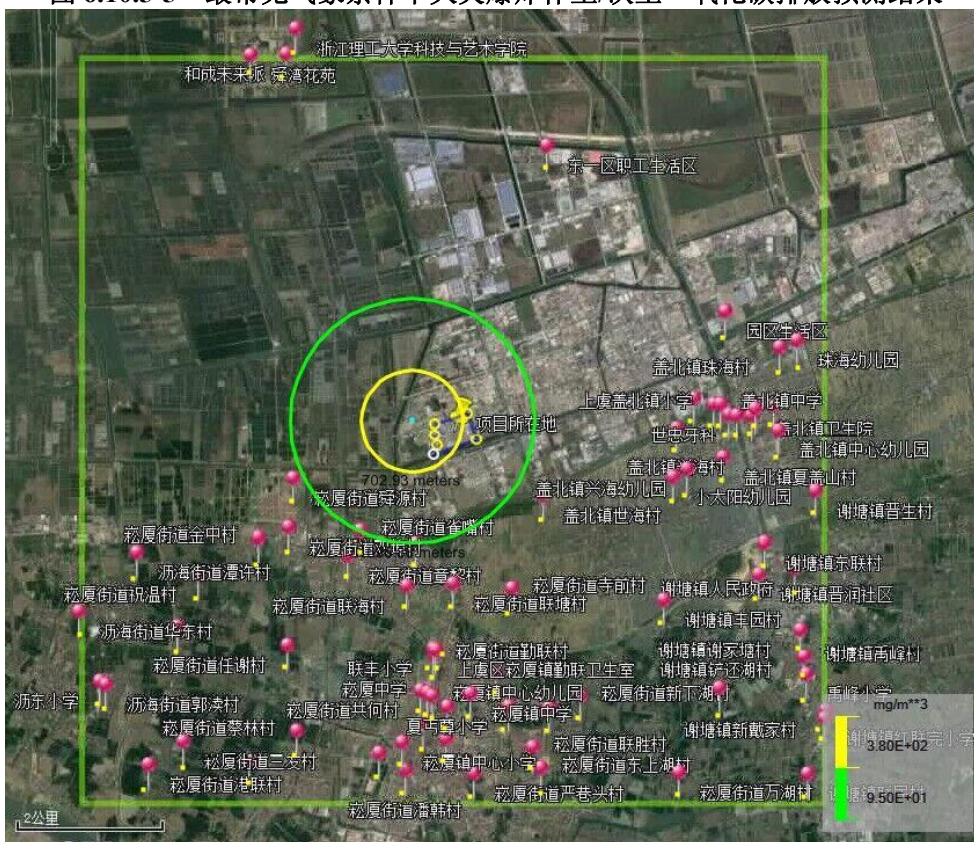 浙江理工大学科技与艺术学院
和成未来派
舜湾花苑
东一区职工生活区
园区生活区
珠海幼儿园
盖北镇珠海村
上虞盖北镇小学
盖北镇中学
项目所在地
世忠牙科
盖北镇卫生院
盖北镇中心幼儿园
702.93 meters
盖北镇夏盖山村
盖北镇兴海幼儿园
小太阳幼儿园
崧厦街道舜源村
盖北镇世海村
谢塘镇晋生村
崧厦街道金中村
崧厦街道雀嘴村
meters
谢塘镇东联村
沥海街道潭许村
崧厦街道章黎村
崧厦街道寺前村
谢塘镇人民政府
崧厦街道祝温村
谢塘镇晋润社区
崧厦街道联海村
崧厦街道联塘村
谢塘镇丰园村
沥海街道华东村
崧厦街道勤联村
谢塘镇谢家塘村
谢塘镇禹峰村
崧厦街道任谢村
联丰小学
上虞区崧厦镇勤联卫生室
沥东小学
沥海街道郭渎村
崧厦中学
崧厦街道新下湖村
禹峰小学
崧厦街道共何村
崧厦镇中学
mg/m**3
崧厦街道蔡林村
夏丏尊小学
谢塘镇新戴家村
3.80E+02
崧厦街道联胜村
崧厦街道三友村
崧厦镇中心小学
崧厦街道东上湖村
崧厦街道港联村
崧厦街道严巷头村
崧厦街道万湖村
9.50E+01
崧厦街道潘韩村
2公里